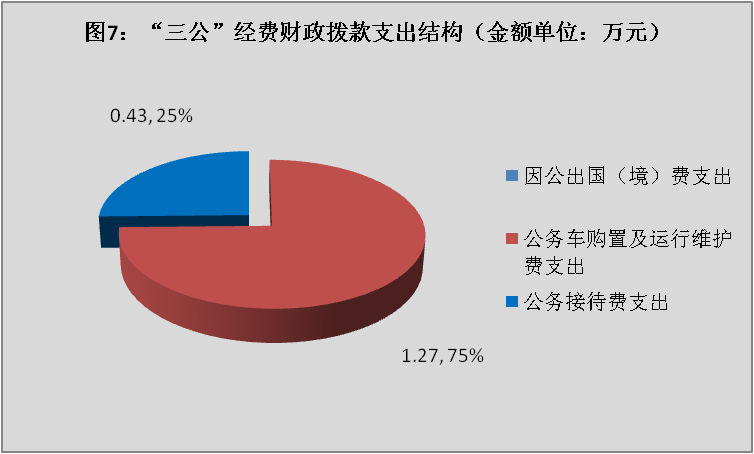 图7：“三公”经费财政拨款支出结构（金额单位：万元）
0.43, 25%
因公出国（境）费支出
公务车购置及运行维护
费支出
公务接待费支出
1.27, 75%